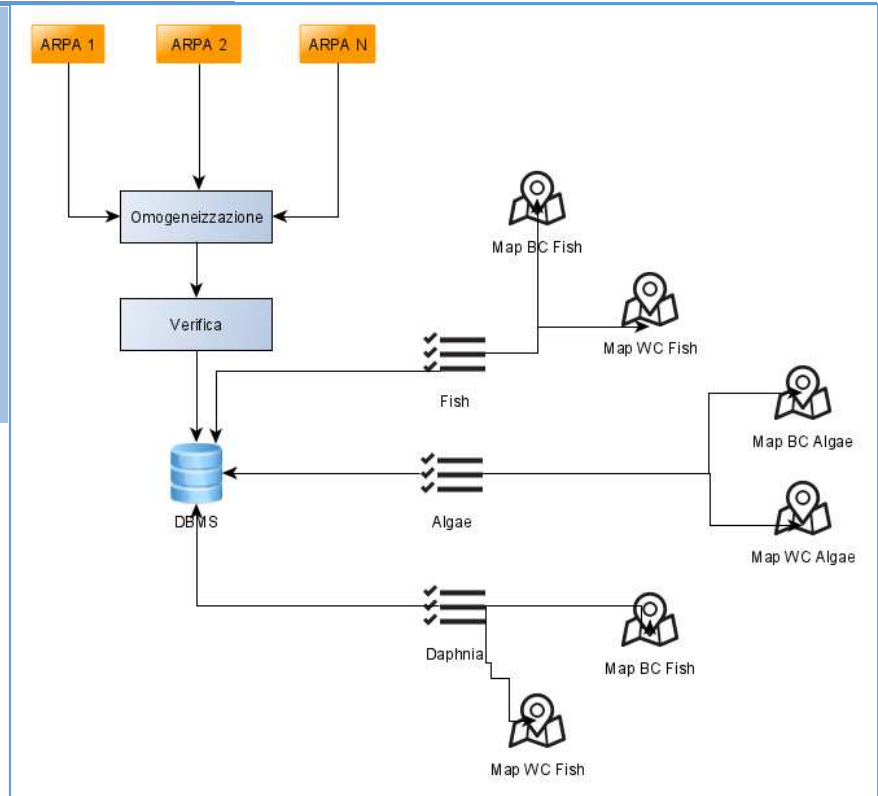 ARPA 1
ARPA 2
ARPA N
Omogeneizzazione
Map BC Fish
Verifica
Map WC Fish
Fish
Map BC Algae
DBMS
Algae
Map WC Algae
Daphnia
Map BC Fish
Map WC Fish